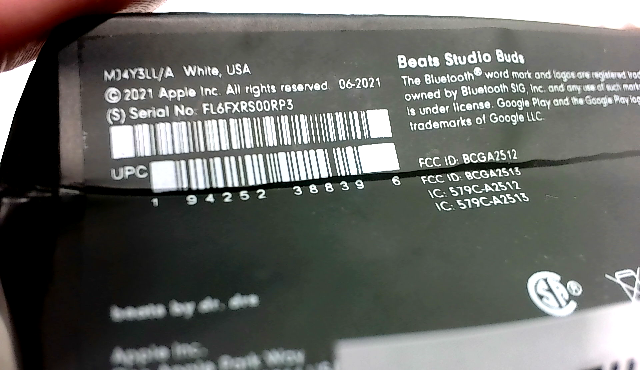 MJ4Y3LL/A White, USA
© 2021 Apple Inc. All rights reserved. 06-2021
(S) Serial No. FL6FXRS00RP3
UPC
1 94252 38839 6
Beats Studio Buds
The Bluetooth® word mark and logos are registered
owned by Bluetooth SIG, Inc. and any use of such
is under license. Google Play and the Google Play
trademarks of Google LLC.
FCC ID: BCGA2512
FCC ID: BCGA2513
IC: 579C-A2512
IC: 579C-A2513
beats by dr. dre
Apple Inc.
Apple Park Way